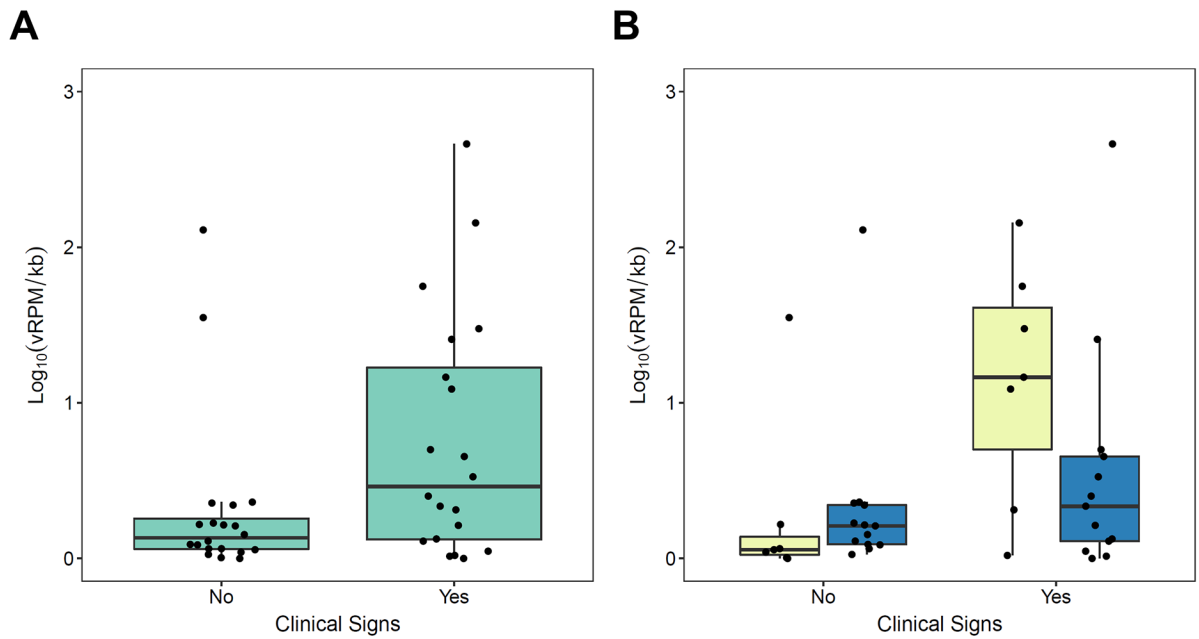 A
B
3
2
1
0
Log10(vRPM/kb)
No
Yes
Clinical Signs
3
2
1
0
Log10(vRPM/kb)
No
Yes
Clinical Signs